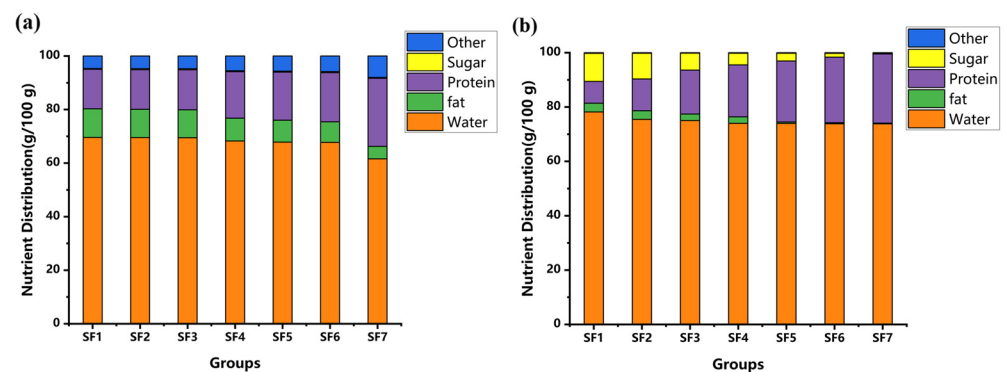 (a)
Other
Sugar
Protein
fat
Water
Nutrient Distribution(g/100 g)
100
80
60
40
20
0
SF1 SF2 SF3 SF4 SF5 SF6 SF7
Groups
(b)
Other
Sugar
Protein
fat
Water
Nutrient Distribution(g/100 g)
100
80
60
40
20
0
SF1 SF2 SF3 SF4 SF5 SF6 SF7
Groups